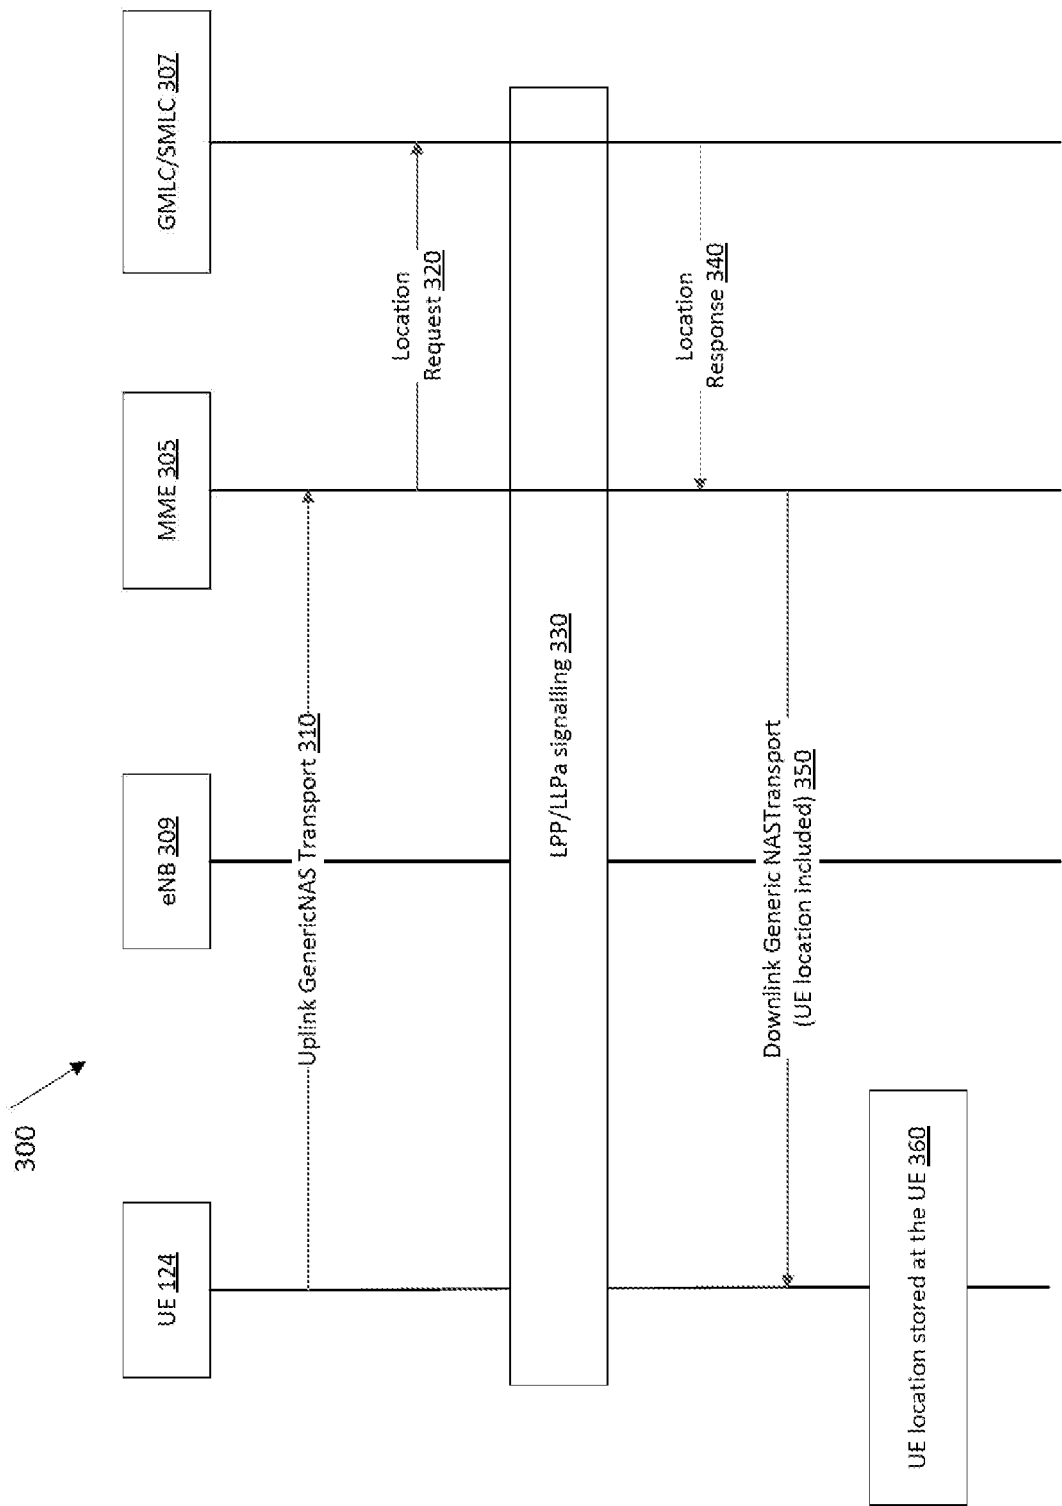 300
UE 124
eNB 309
MME 305
GMLC/SMLC 307
Uplink GenericNAS Transport 310
Location
Request 320
LPP/LLPa signalling 330
Location
Response 340
Downlink Generic NASTransport
(UE location included) 350
UE location stored at the UE 360